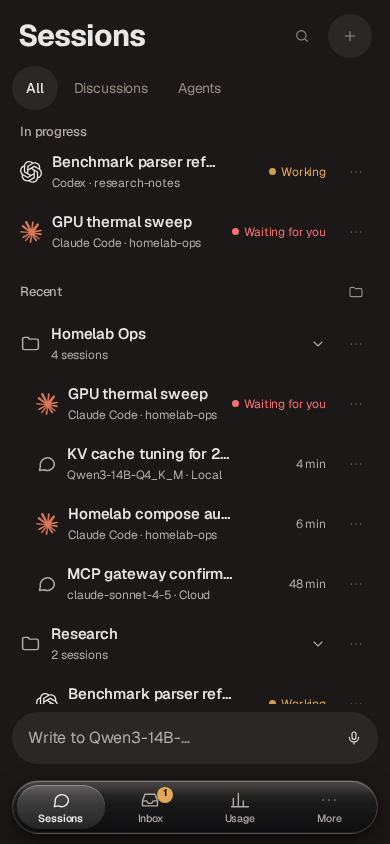 Sessions
All Discussions Agents
In progress
Benchmark parser ref...
Working
Codex · research-notes
GPU thermal sweep
Waiting for you
Claude Code · homelab-ops
Recent
Homelab Ops
4 sessions
GPU thermal sweep
Waiting for you
Claude Code · homelab-ops
KV cache tuning for 2...
4 min
Qwen3-14B-Q4_K_M · Local
Homelab compose au...
6 min
Claude Code · homelab-ops
MCP gateway confirm...
48 min
claude-sonnet-4-5 · Cloud
Research
2 sessions
Benchmark parser ref...
Working
Write to Qwen3-14B-...
1
Sessions Inbox Usage More